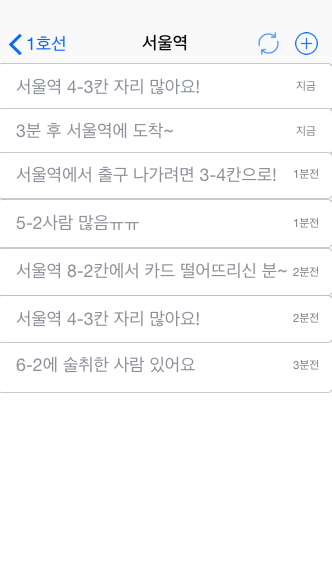 1호선 서울역
서울역 4-3칸 자리 많아요! 지금
3분 후 서울역에 도착~ 지금
서울역에서 출구 나가려면 3-4칸으로! 1분전
5-2사람 많음ㅠㅠ 1분전
서울역 8-2칸에서 카드 떨어뜨리신 분~ 2분전
서울역 4-3칸 자리 많아요! 2분전
6-2에 술취한 사람 있어요 3분전